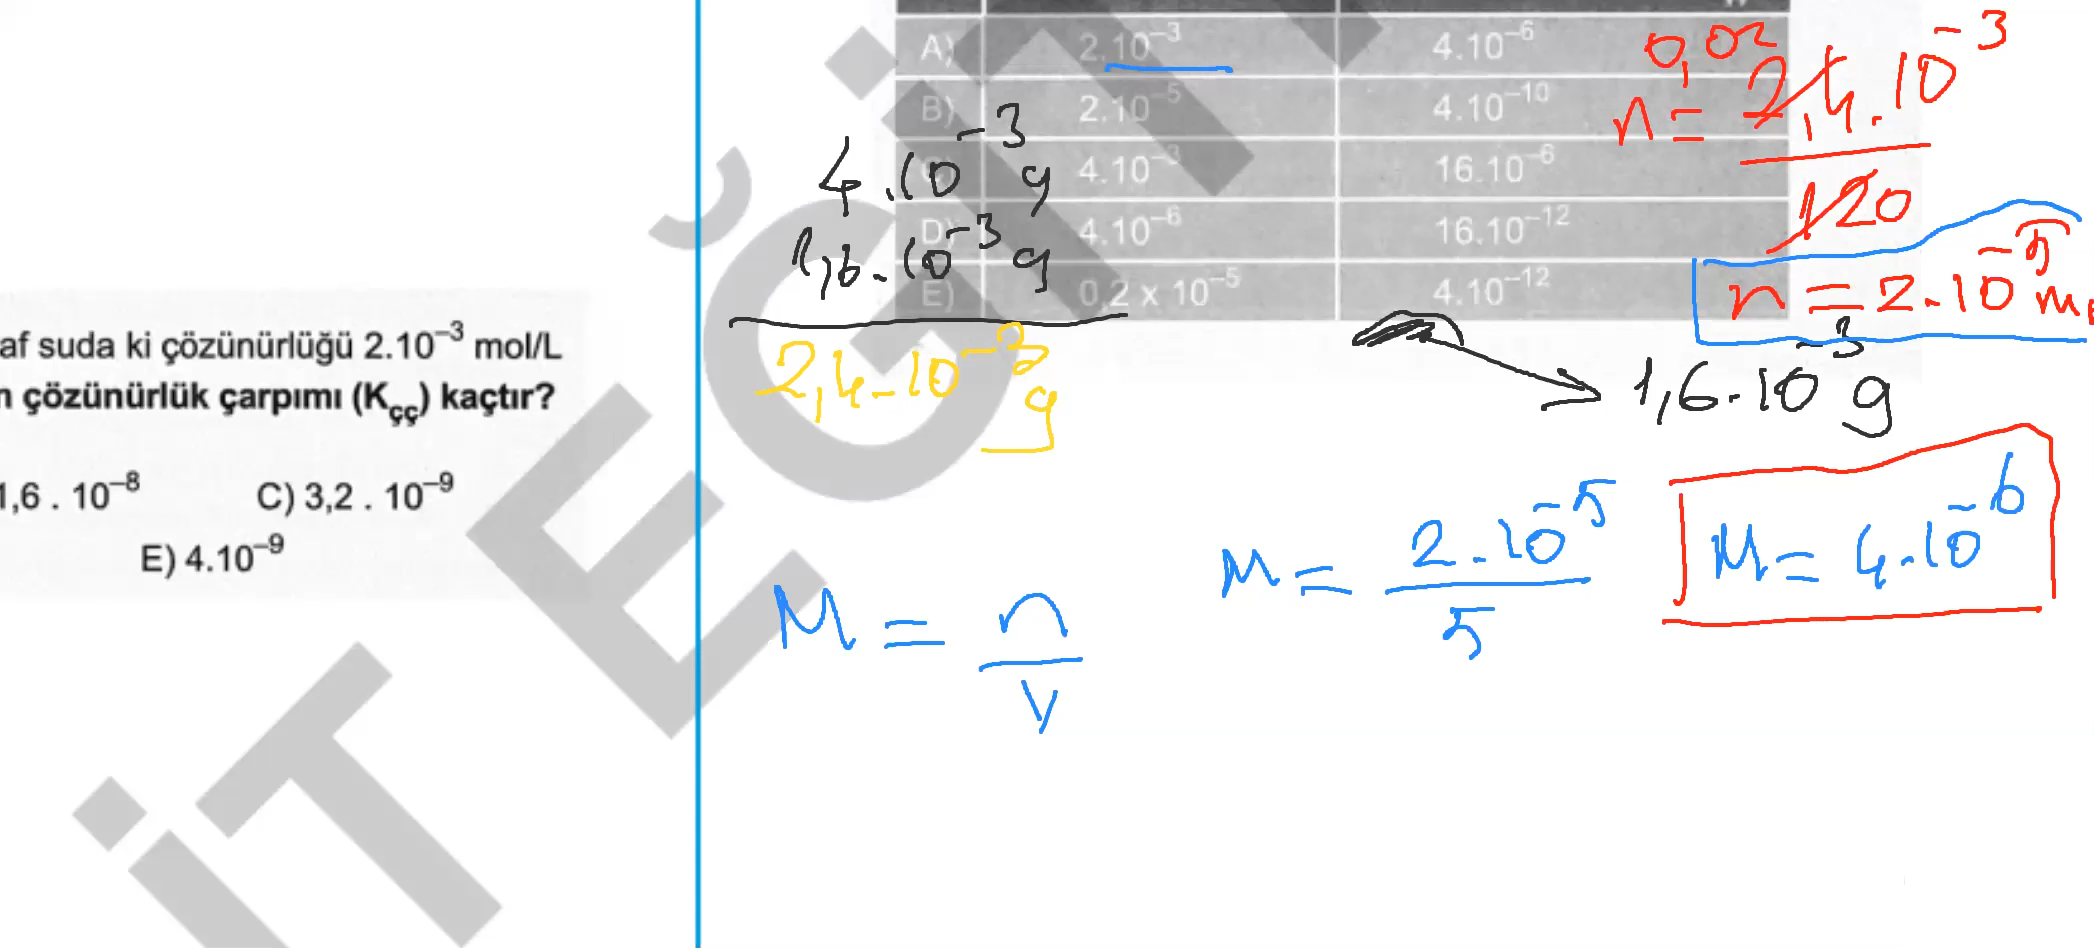 af suda ki çözünürlüğü 2.10⁻³ mol/L
n çözünürlük çarpımı (Kçç) kaçtır?
1,6 . 10⁻⁸ C) 3,2 . 10⁻⁹
E) 4.10⁻⁹
A) 2.10⁻³ 4.10⁻⁶
B) 2.10⁻⁵ 4.10⁻¹⁰
C) 4.10⁻³ 16.10⁻⁶
D) 4.10⁻⁶ 16.10⁻¹²
E) 0,2 x 10⁻⁵ 4.10⁻¹²
4.10⁻³ g
1,6.10⁻³ g
2,4.10⁻³ g
0,02
n = 2,4.10⁻³
120
n = 2.10⁻⁵ m
1,6.10⁻³ g
M = n
v
M = 2.10⁻⁵
5
M = 4.10⁻⁶
İT EĞİT